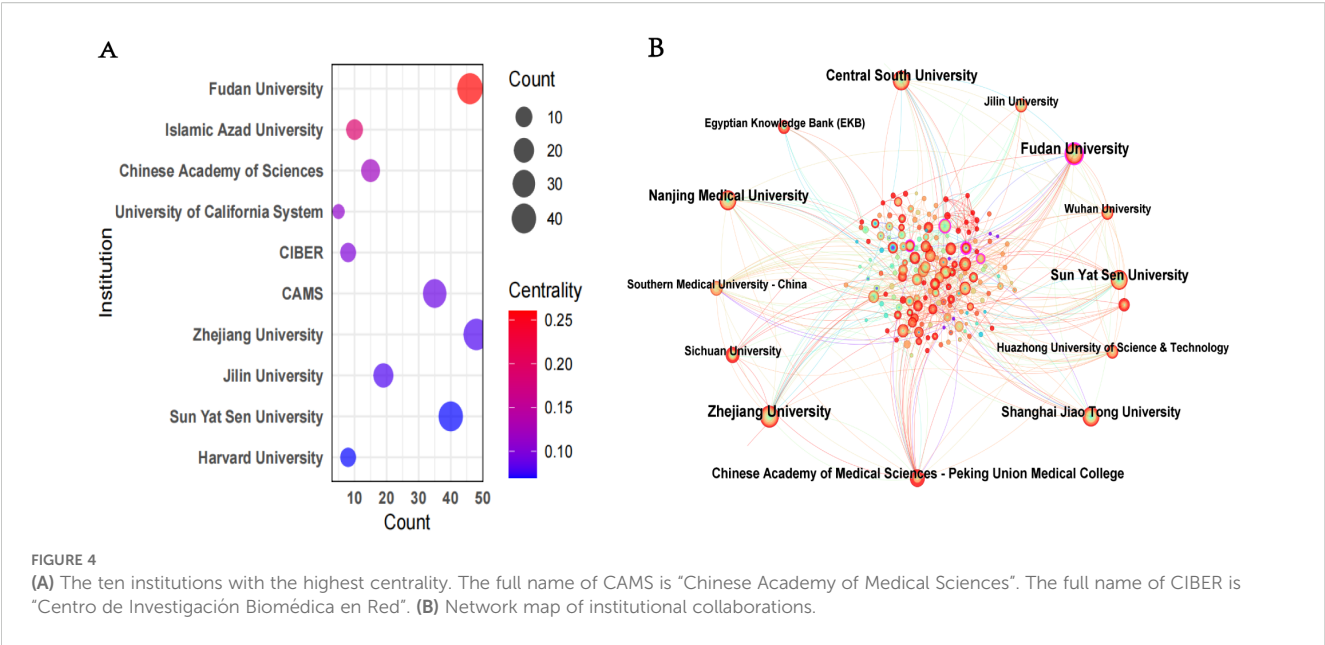 A
Institution
Fudan University
Islamic Azad University
Chinese Academy of Sciences
University of California System
CIBER
CAMS
Zhejiang University
Jilin University
Sun Yat Sen University
Harvard University
10 20 30 40 50
Count
Count
10
20
30
40
Centrality
0.25
0.20
0.15
0.10
B
Central South University
Jilin University
Egyptian Knowledge Bank (EKB)
Fudan University
Nanjing Medical University
Wuhan University
Sun Yat Sen University
Southern Medical University - China
Sichuan University
Huazhong University of Science & Technology
Zhejiang University
Shanghai Jiao Tong University
Chinese Academy of Medical Sciences - Peking Union Medical College
FIGURE 4
(A) The ten institutions with the highest centrality. The full name of CAMS is “Chinese Academy of Medical Sciences”. The full name of CIBER is
“Centro de Investigación Biomédica en Red”. (B) Network map of institutional collaborations.